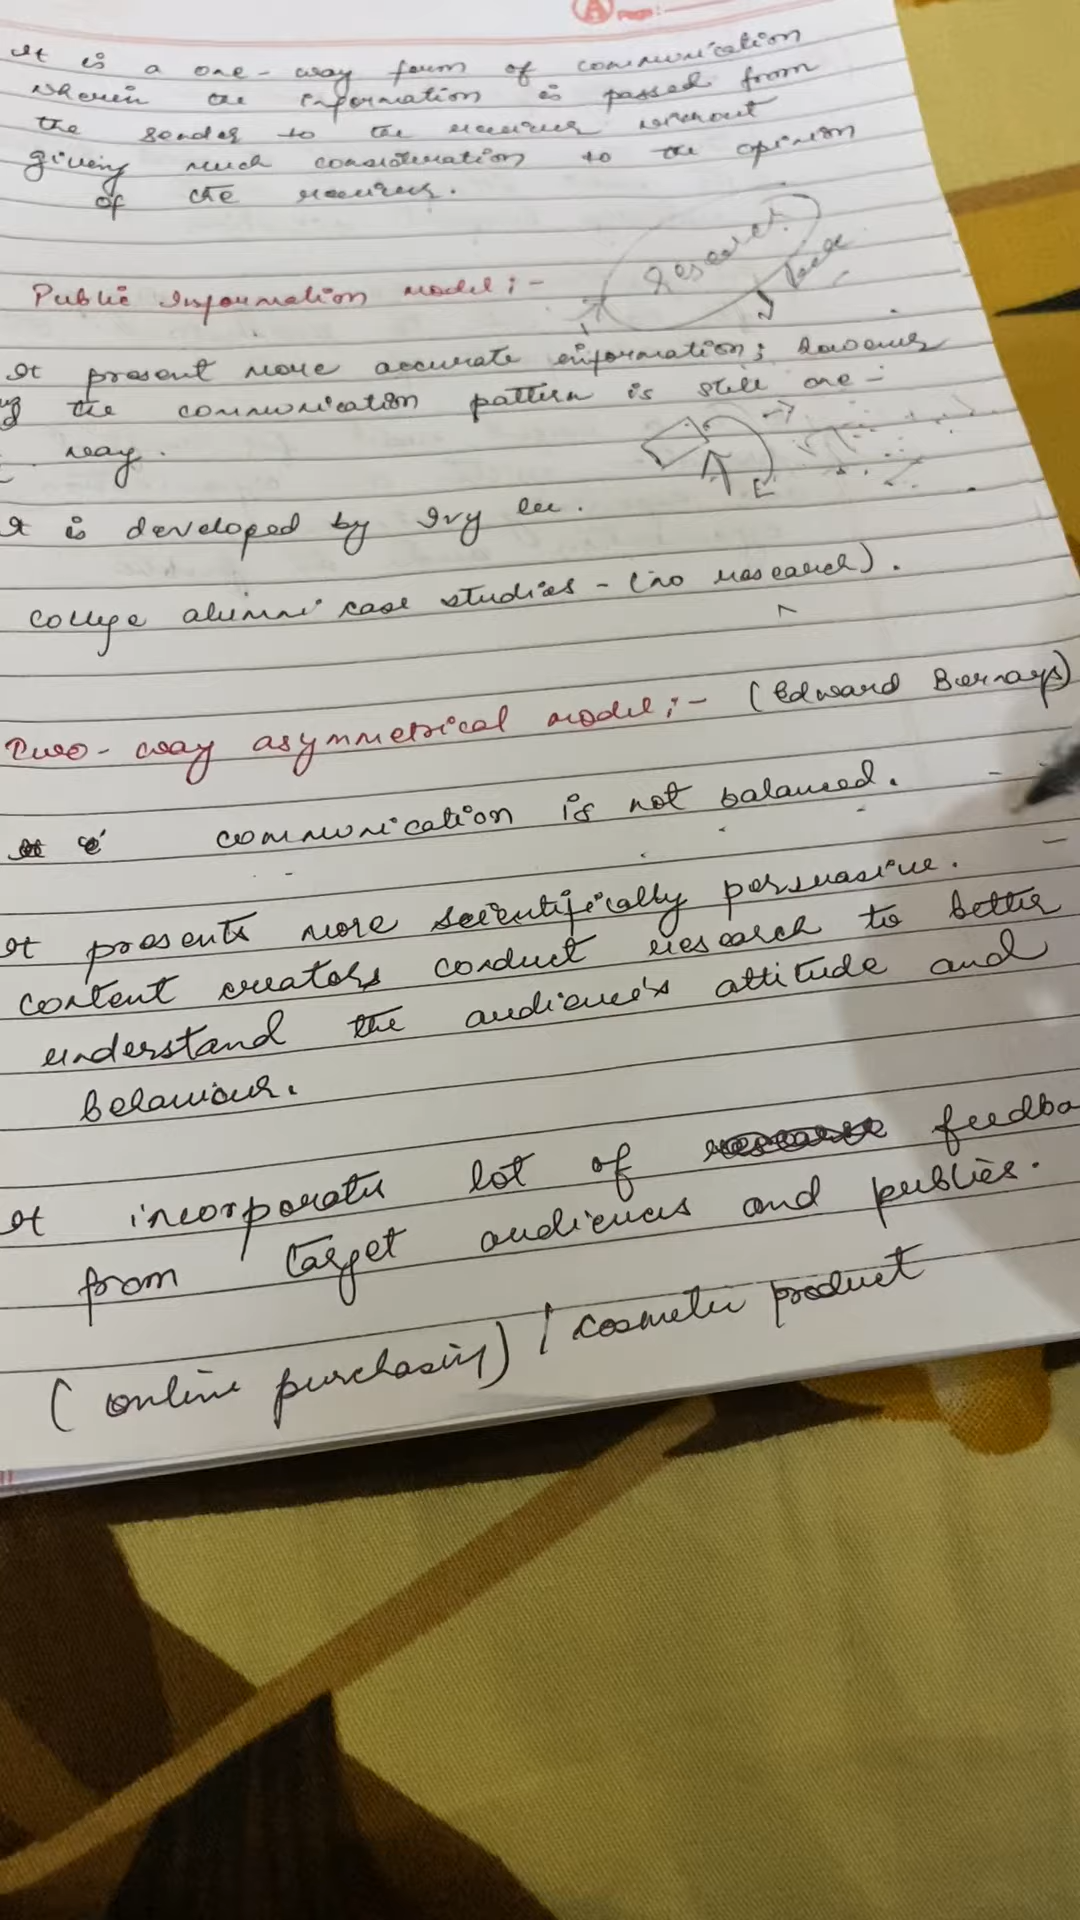 It is a one-way form of communication
wherein the information is passed from
the sender to the receiver without
giving much consideration to the opinion
of the receiver.
Research
Public Information model :-
It present more accurate information; however
the communication pattern is still one-
way.
It is developed by Ivy lee.
college alumni case studies - (no research).
Two-way asymmetrical model :- (Edward Bernays)
communication is not balanced.
It presents more scientifically persuasive.
content creators conduct research to better
understand the audience's attitude and
behaviour.
It incorporates lot of feedba
from target audiences and publics.
(online purchasing) / cosmetic product